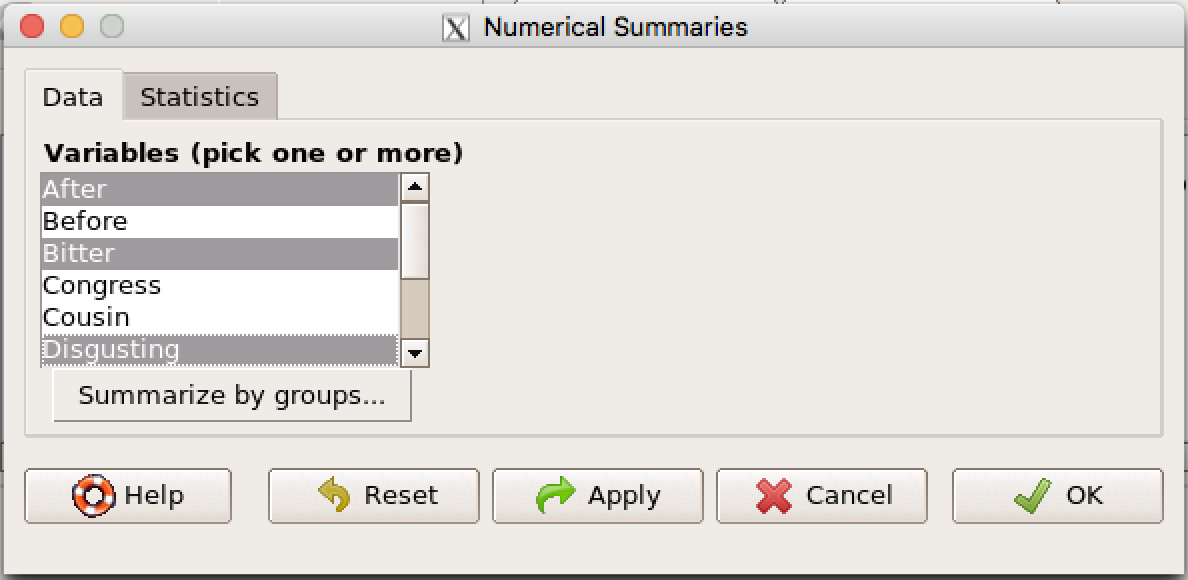 Numerical Summaries
Data Statistics
Variables (pick one or more)
After
Before
Bitter
Congress
Cousin
Disgusting
Summarize by groups...
Help Reset Apply Cancel OK